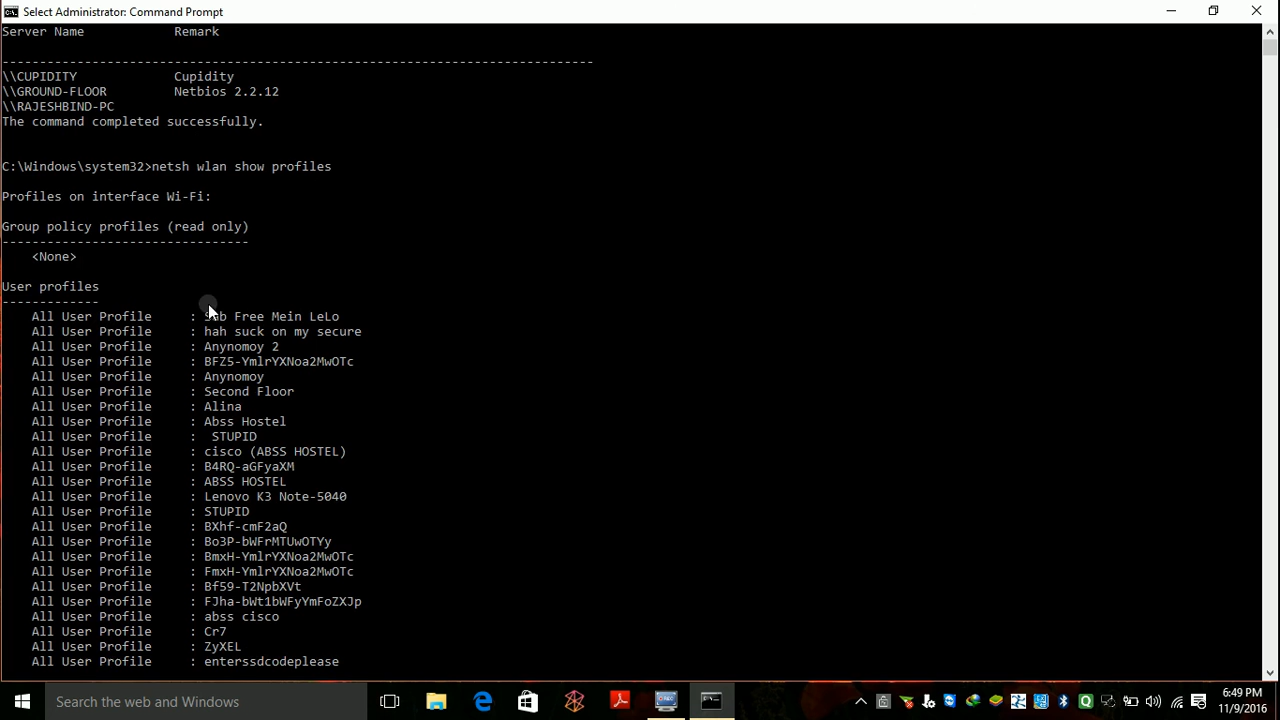 Select Administrator: Command Prompt
Server Name Remark
-------------------------------------------------------------------------------
\\CUPIDITY Cupidity
\\GROUND-FLOOR Netbios 2.2.12
\\RAJESHBIND-PC
The command completed successfully.
C:\Windows\system32>netsh wlan show profiles
Profiles on interface Wi-Fi:
Group policy profiles (read only)
---------------------------------
<None>
User profiles
-------------
All User Profile : Sab Free Mein LeLo
All User Profile : hah suck on my secure
All User Profile : Anynomoy 2
All User Profile : BFZ5-YmlrYXNoa2MwOTc
All User Profile : Anynomoy
All User Profile : Second Floor
All User Profile : Alina
All User Profile : Abss Hostel
All User Profile :  STUPID
All User Profile : cisco (ABSS HOSTEL)
All User Profile : B4RQ-aGFyaXM
All User Profile : ABSS HOSTEL
All User Profile : Lenovo K3 Note-5040
All User Profile : STUPID
All User Profile : BXhf-cmF2aQ
All User Profile : Bo3P-bWFrMTUwOTYy
All User Profile : BmxH-YmlrYXNoa2MwOTc
All User Profile : FmxH-YmlrYXNoa2MwOTc
All User Profile : Bf59-T2NpbXVt
All User Profile : FJha-bWt1bWFyYmFoZXJp
All User Profile : abss cisco
All User Profile : Cr7
All User Profile : ZyXEL
All User Profile : enterssdcodeplease
Search the web and Windows
6:49 PM
11/9/2016